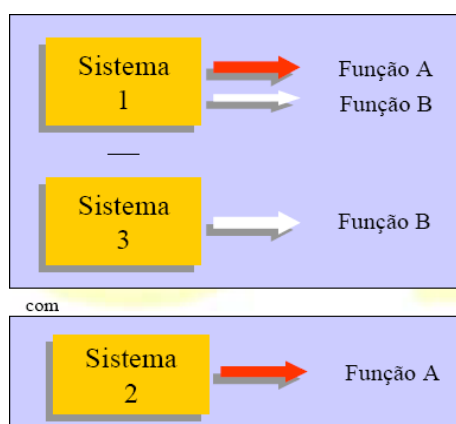 Sistema
1
Função A
Função B
—
Sistema
3
Função B
com
Sistema
2
Função A